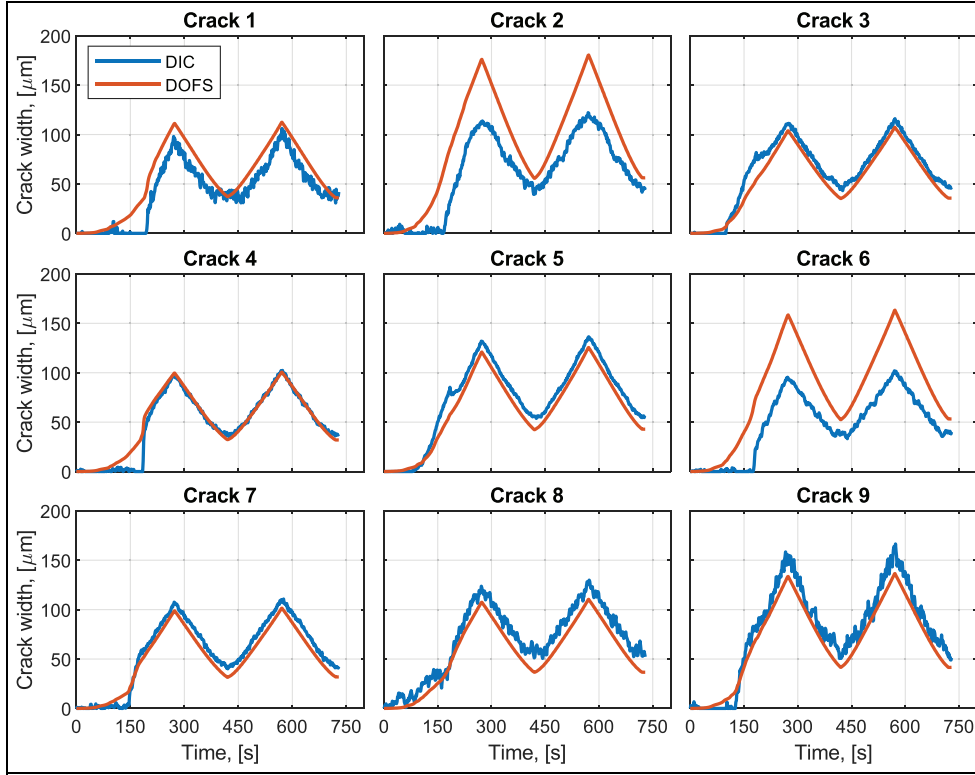 Crack 1 Crack 2 Crack 3
Crack width, [μm]
200
150
100
50
0
DIC
DOFS
Crack 4 Crack 5 Crack 6
Crack width, [μm]
200
150
100
50
0
Crack 7 Crack 8 Crack 9
Crack width, [μm]
200
150
100
50
0
0 150 300 450 600 750 0 150 300 450 600 750 0 150 300 450 600 750
Time, [s] Time, [s] Time, [s]